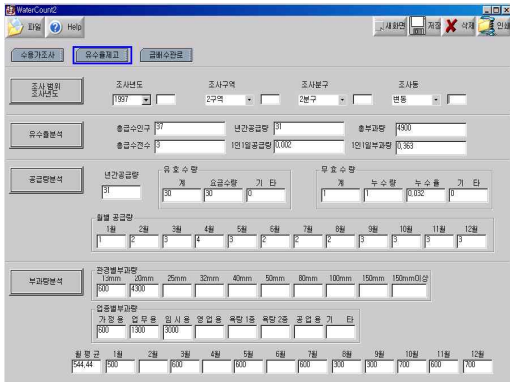 WaterCount2
파일 Help 새화면 저장 삭제 인쇄
수용가조사 유수율제고 급배수관로
조사 범위 조사년도 조사구역 조사분구 조사동
조사년도 1997 2구역 2분구 변동
유수율분석 총급수인구 37 년간공급량 31 총부과량 4900
총급수전수 3 1인1일공급량 0,002 1인1일부과량 0,363
공급량분석 년간공급량 유 효 수 량 무 효 수 량
계 요금수량 기 타 계 누 수 량 누 수 율 기 타
31 30 30 0 1 1 0,032 0
월별 공급량
1월 2월 3월 4월 5월 6월 7월 8월 9월 10월 11월 12월
1 2 3 4 3 2 2 2 3 3 3 3
부과량분석 관경별부과량
13mm 20mm 25mm 32mm 40mm 50mm 80mm 100mm 150mm 150mm이상
600 4300
업종별부과량
가 정 용 업 무 용 임 시 용 영 업 용 욕탕 1종 욕탕 2종 공 업 용 기 타
600 1300 3000
월 평 균 1월 2월 3월 4월 5월 6월 7월 8월 9월 10월 11월 12월
544,44 500 600 600 600 300 300 700 600 700